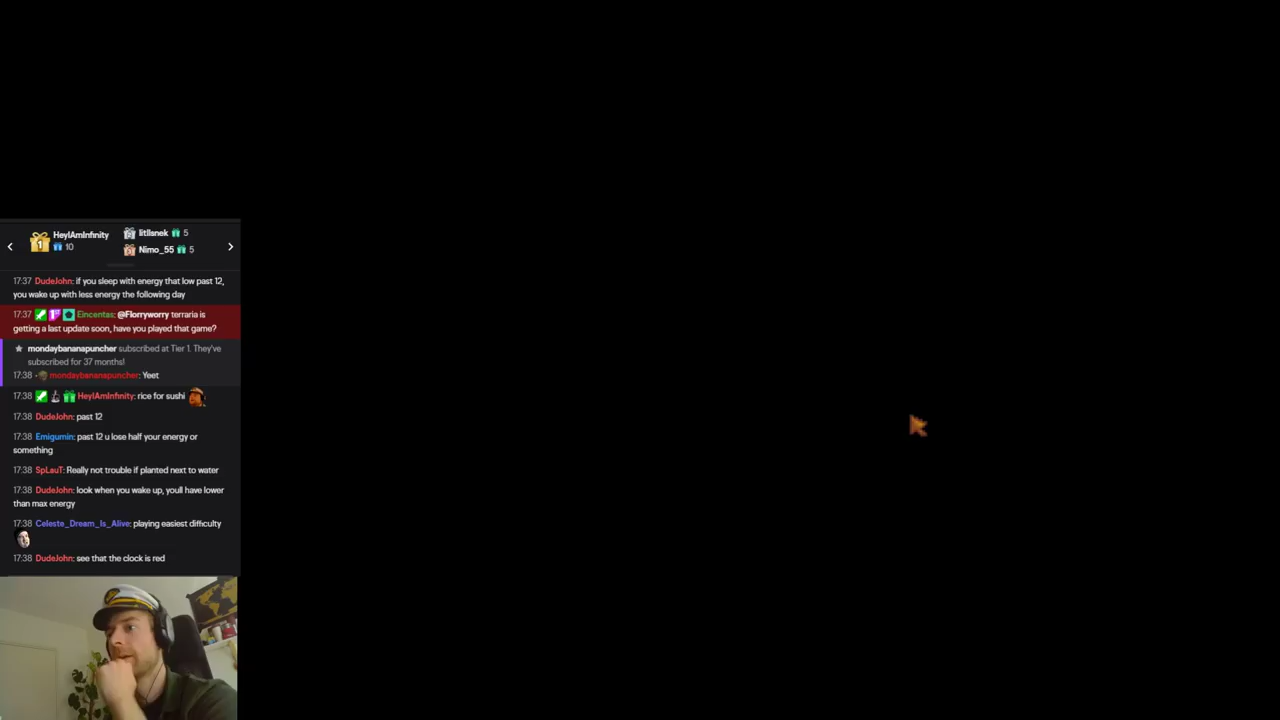 HeyIAmInfinity
10
litllsnek 5
Nimo_55 5
17:37 DudeJohn: if you sleep with energy that low past 12,
you wake up with less energy the following day
17:37 Eincentas: @Florryworry terraria is
getting a last update soon, have you played that game?
mondaybananapuncher subscribed at Tier 1. They've
subscribed for 37 months!
17:38 mondaybananapuncher: Yeet
17:38 HeyIAmInfinity: rice for sushi
17:38 DudeJohn: past 12
17:38 Emigumin: past 12 u lose half your energy or
something
17:38 SpLauT: Really not trouble if planted next to water
17:38 DudeJohn: look when you wake up, youll have lower
than max energy
17:38 Celeste_Dream_Is_Alive: playing easiest difficulty
17:38 DudeJohn: see that the clock is red